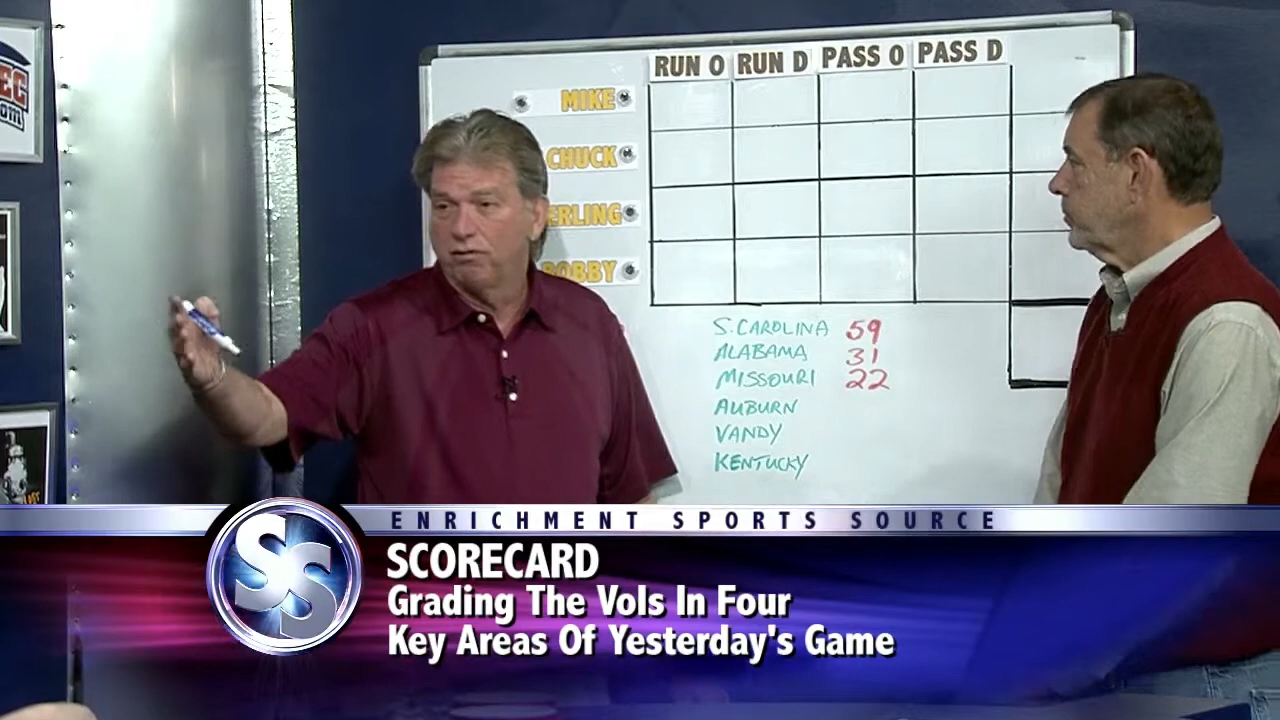 RUN O RUN D PASS O PASS D
MIKE
CHUCK
ERLING
BOBBY
S. CAROLINA 59
ALABAMA 31
MISSOURI 22
AUBURN
VANDY
KENTUCKY
ENRICHMENT SPORTS SOURCE
SS
SCORECARD
Grading The Vols In Four
Key Areas Of Yesterday's Game